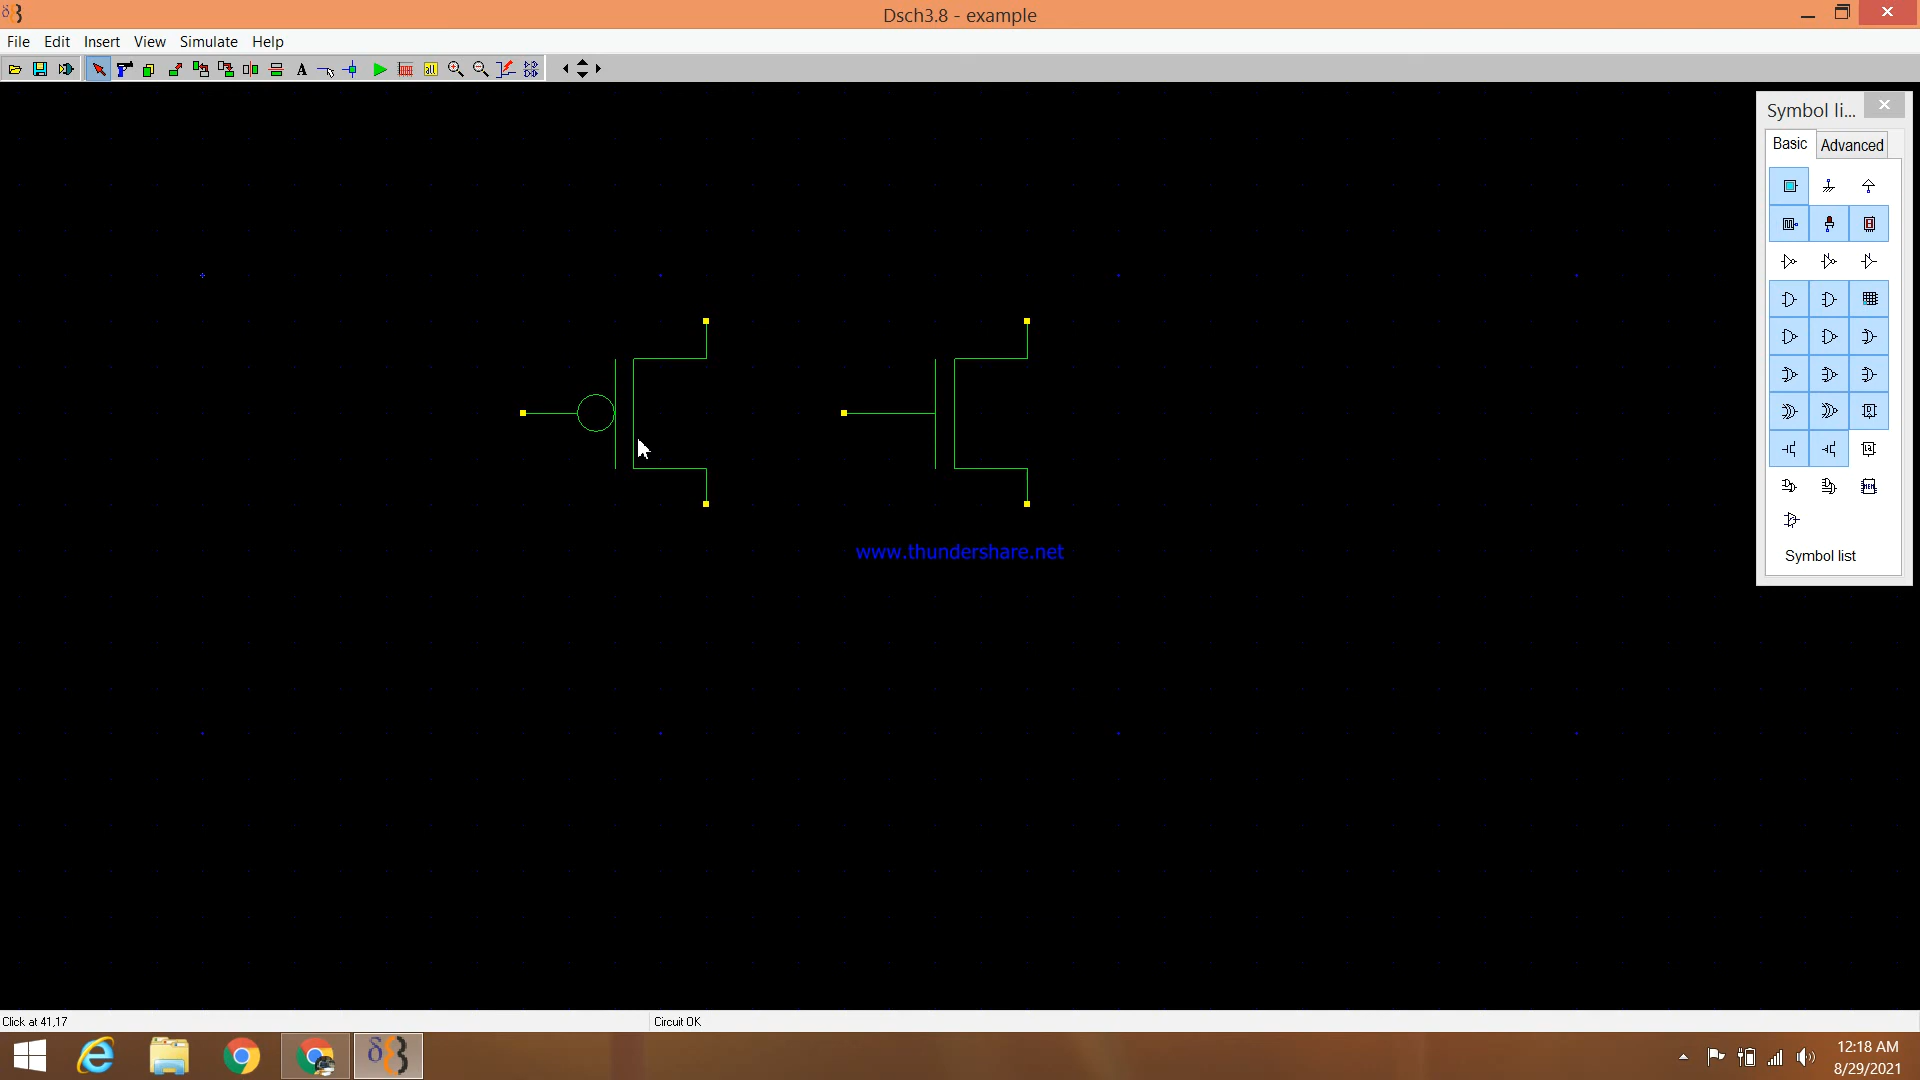 Dsch3.8 - example
File Edit Insert View Simulate Help
Symbol li...
Basic Advanced
Symbol list
www.thundershare.net
Click at 41,17
Circuit OK
12:18 AM
8/29/2021